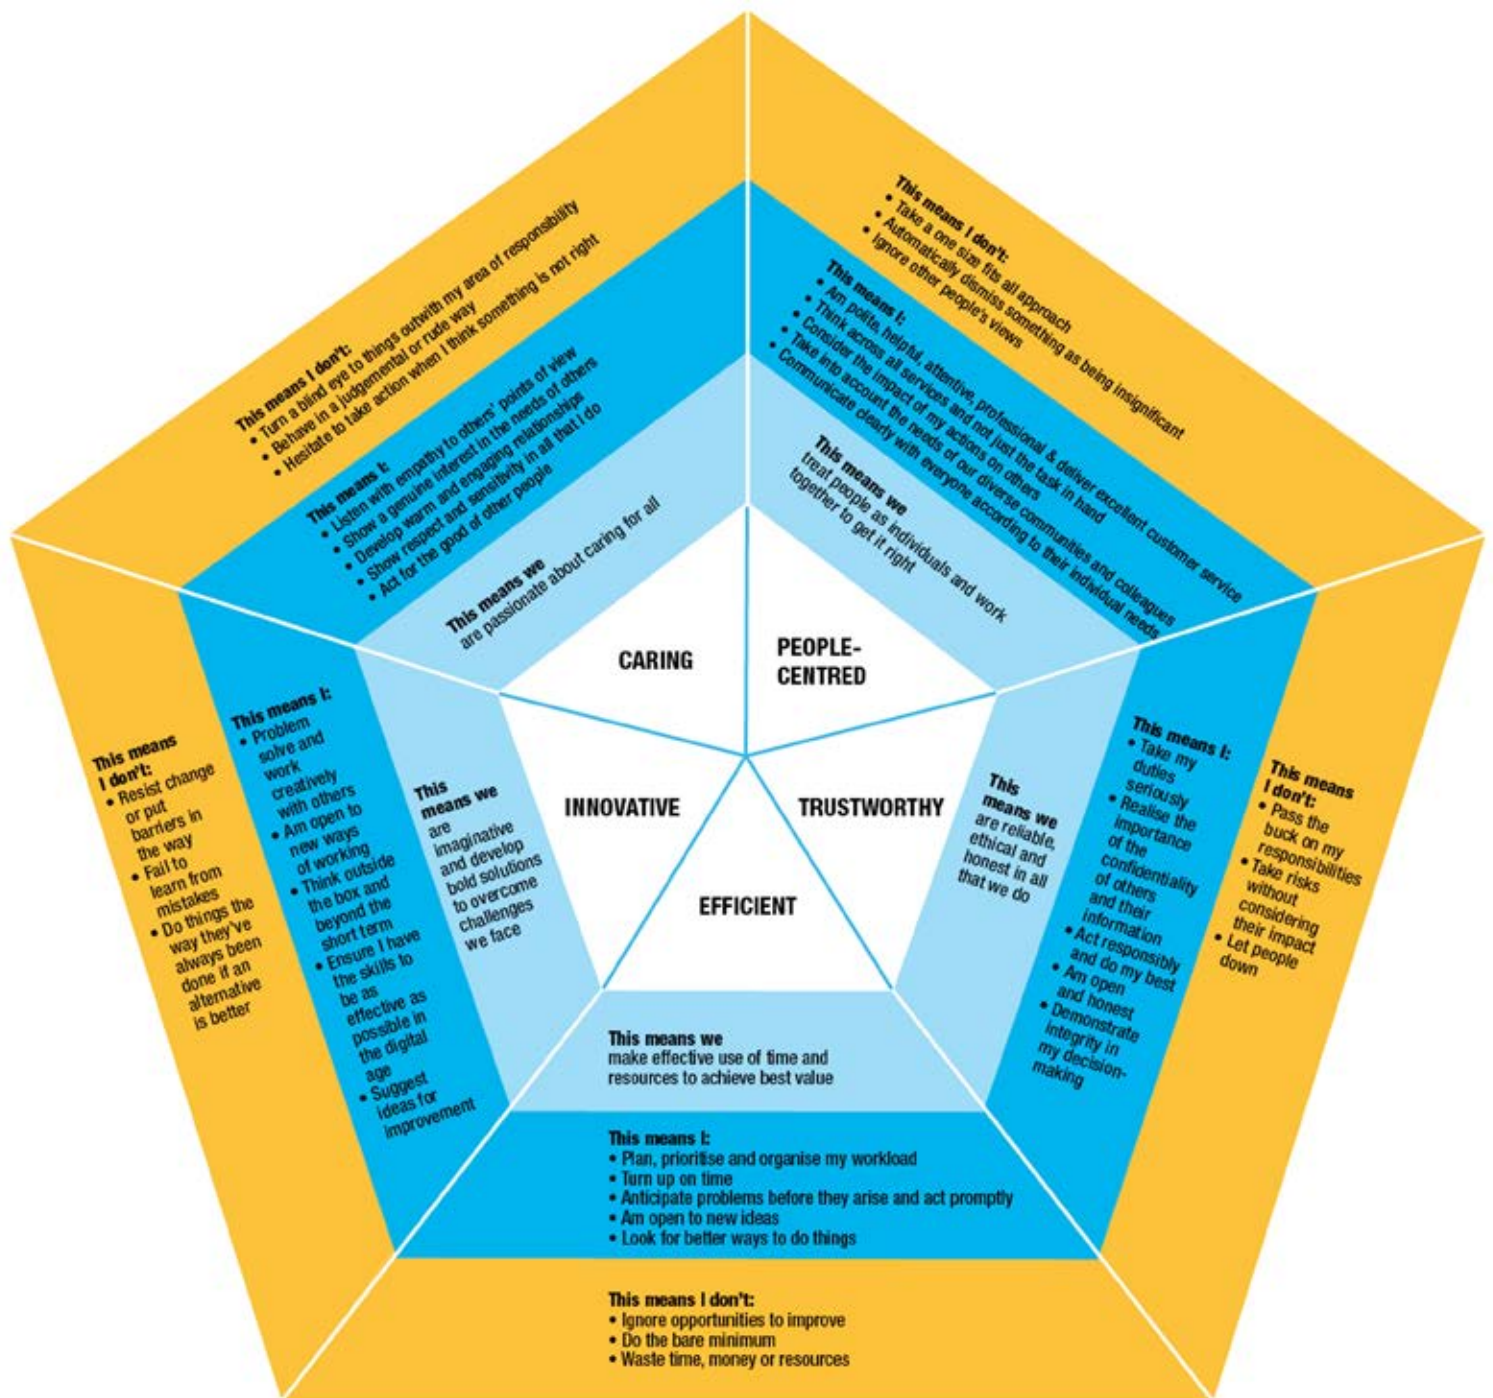 CARING
This means we
are passionate about caring for all
This means I:
• Listen with empathy to others' points of view
• Show a genuine interest in the needs of others
• Develop warm and engaging relationships
• Show respect and sensitivity in all that I do
• Act for the good of other people
This means I don't:
• Turn a blind eye to things outwith my area of responsibility
• Behave in a judgemental or rude way
• Hesitate to take action when I think something is not right
PEOPLE-
CENTRED
This means we
treat people as individuals and work
together to get it right
This means I:
• Am polite, helpful, attentive, professional & deliver excellent customer service
• Think across all services and not just the task in hand
• Consider the impact of my actions on others
• Take into account the needs of our diverse communities and colleagues
• Communicate clearly with everyone according to their individual needs
This means I don't:
• Take a one size fits all approach
• Automatically dismiss something as being insignificant
• Ignore other people's views
TRUSTWORTHY
This
means we
are reliable,
ethical and
honest in all
that we do
This means I:
• Take my
duties
seriously
• Realise the
importance
of the
confidentiality
of others
and their
information
• Act responsibly
and do my best
• Am open
and honest
• Demonstrate
integrity in
my decision-
making
This means
I don't:
• Pass the
buck on my
responsibilities
• Take risks
without
considering
their impact
• Let people
down
EFFICIENT
This means we
make effective use of time and
resources to achieve best value
This means I:
• Plan, prioritise and organise my workload
• Turn up on time
• Anticipate problems before they arise and act promptly
• Am open to new ideas
• Look for better ways to do things
This means I don't:
• Ignore opportunities to improve
• Do the bare minimum
• Waste time, money or resources
INNOVATIVE
This
means we
are
imaginative
and develop
bold solutions
to overcome
challenges
we face
This means I:
• Problem
solve and
work
creatively
with others
• Am open to
new ways
of working
• Think outside
the box and
beyond the
short term
• Ensure I have
the skills to
be as
effective as
possible in
the digital
age
• Suggest
ideas for
improvement
This means
I don't:
• Resist change
or put
barriers in
the way
• Fail to
learn from
mistakes
• Do things the
way they've
always been
done if an
alternative
is better